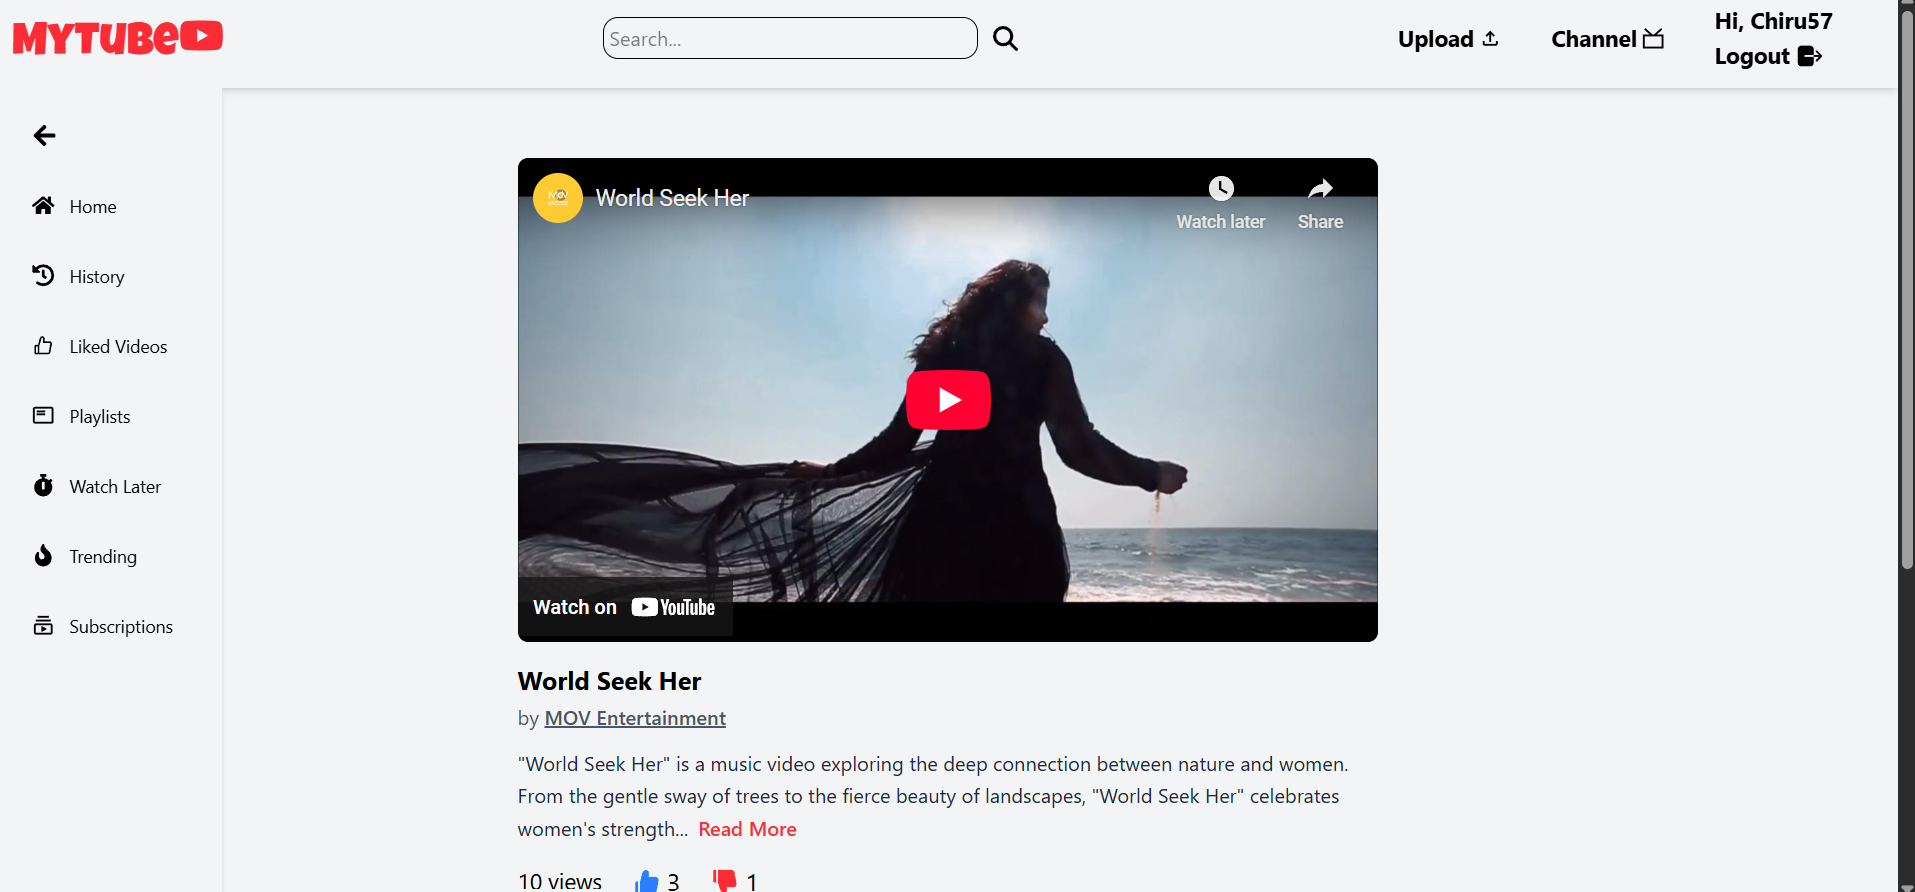 MYTUBE
Search...
Upload
Channel
Hi, Chiru57
Logout
Home
History
Liked Videos
Playlists
Watch Later
Trending
Subscriptions
MOV
World Seek Her
Watch later
Share
Watch on YouTube
World Seek Her
by MOV Entertainment
"World Seek Her" is a music video exploring the deep connection between nature and women.
From the gentle sway of trees to the fierce beauty of landscapes, "World Seek Her" celebrates
women's strength... Read More
10 views 3 1